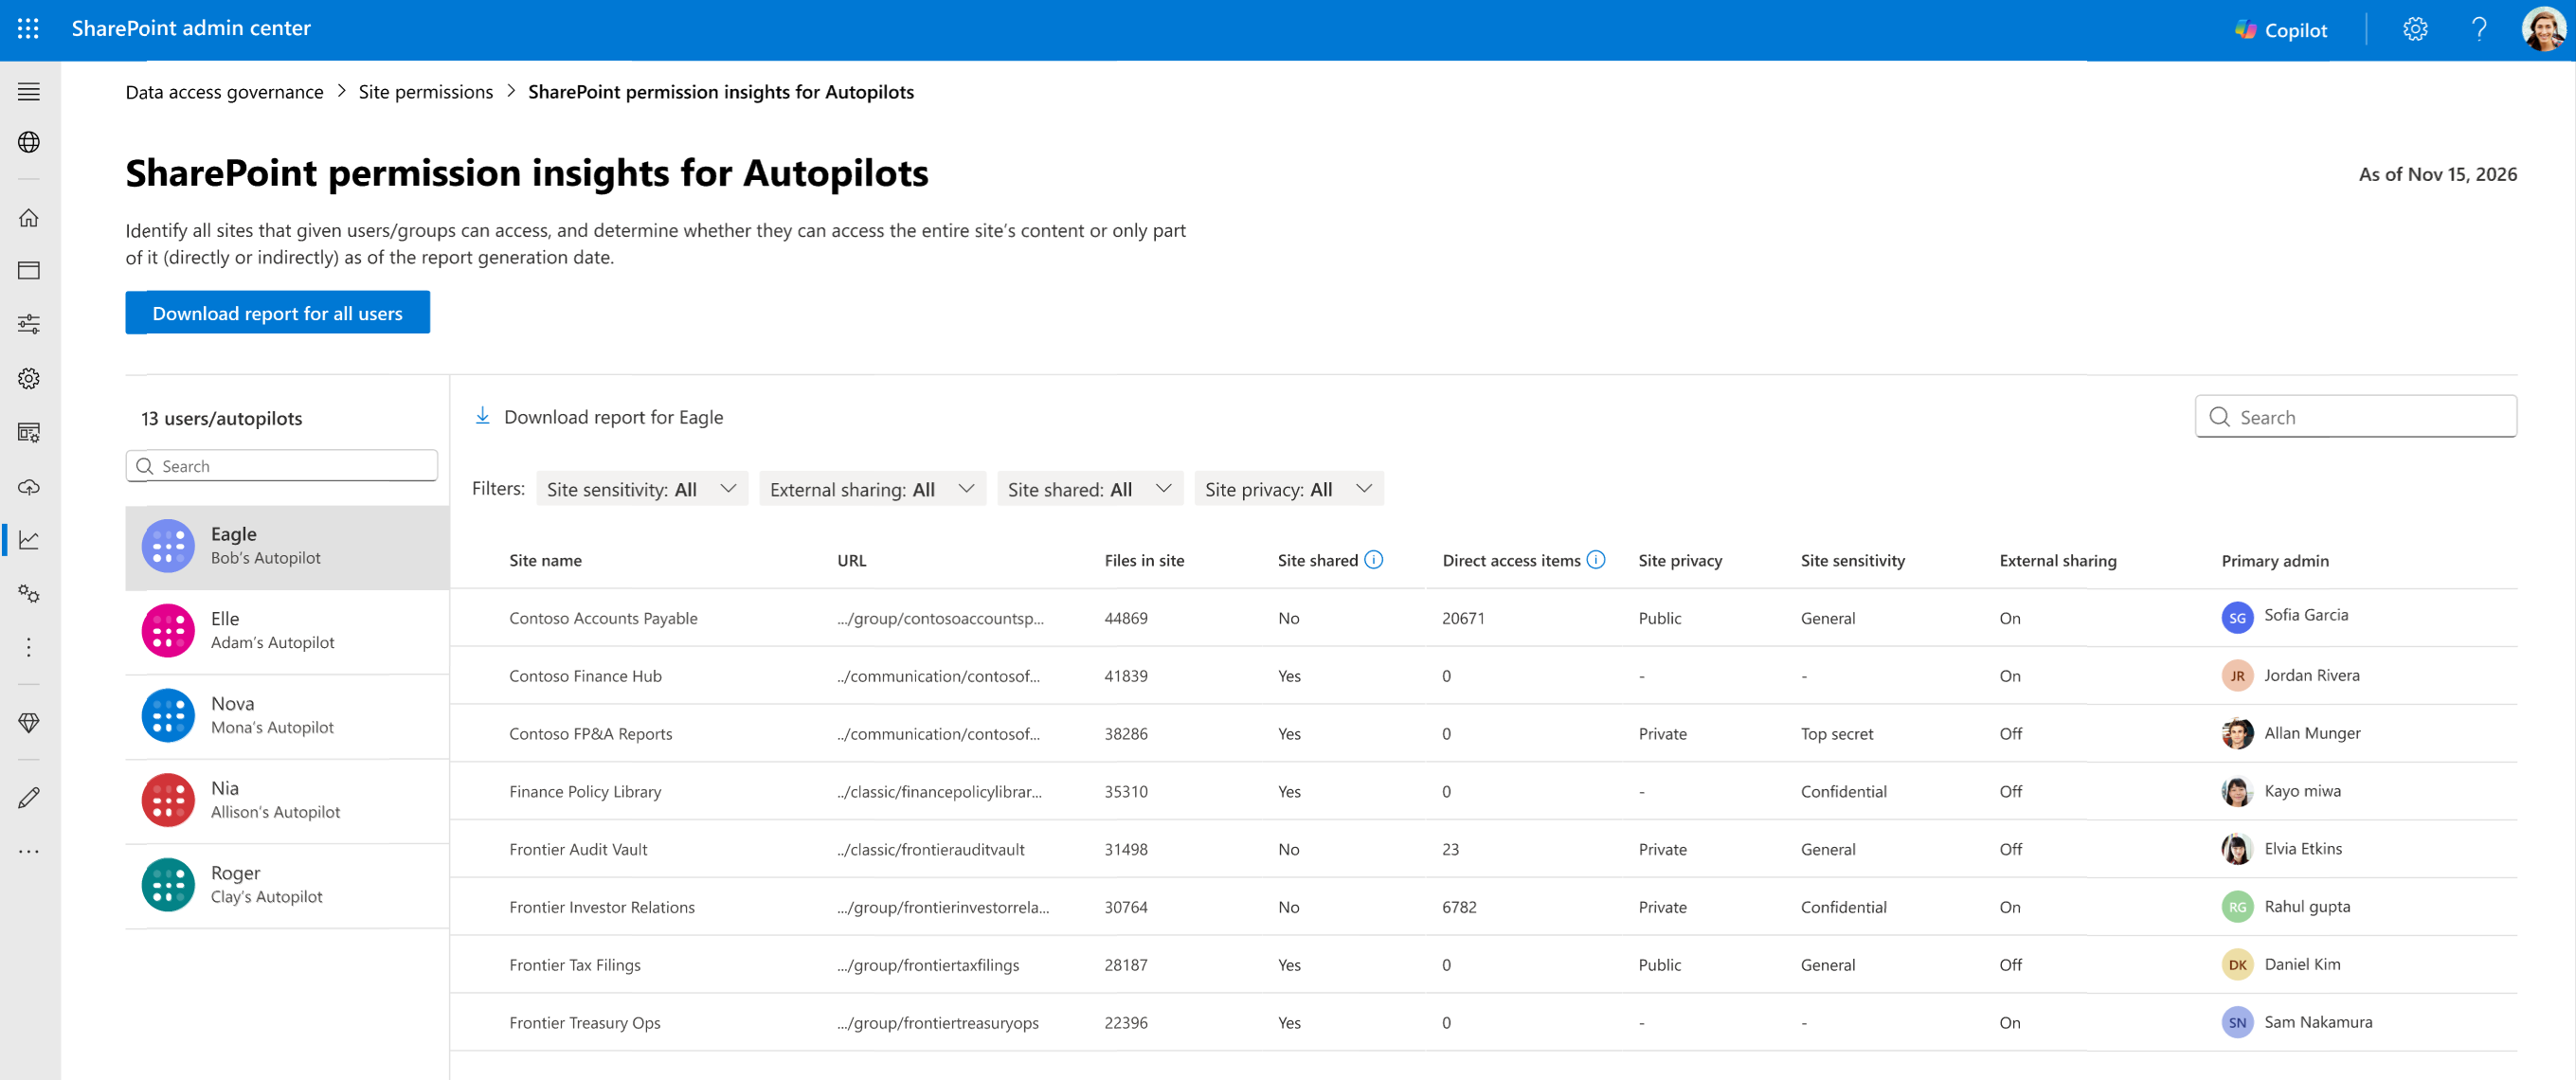 SharePoint admin center
Copilot
Data access governance > Site permissions > SharePoint permission insights for Autopilots
SharePoint permission insights for Autopilots
As of Nov 15, 2026
Identify all sites that given users/groups can access, and determine whether they can access the entire site's content or only part
of it (directly or indirectly) as of the report generation date.
Download report for all users
13 users/autopilots
Search
Eagle
Bob's Autopilot
Elle
Adam's Autopilot
Nova
Mona's Autopilot
Nia
Allison's Autopilot
Roger
Clay's Autopilot
Download report for Eagle
Search
Filters: Site sensitivity: All External sharing: All Site shared: All Site privacy: All
Site name URL Files in site Site shared Direct access items Site privacy Site sensitivity External sharing Primary admin
Contoso Accounts Payable .../group/contosoaccountsp... 44869 No 20671 Public General On SG Sofia Garcia
Contoso Finance Hub ../communication/contosof... 41839 Yes 0 - - On JR Jordan Rivera
Contoso FP&A Reports ../communication/contosof... 38286 Yes 0 Private Top secret Off Allan Munger
Finance Policy Library ../classic/financepolicylibrar... 35310 Yes 0 - Confidential Off Kayo miwa
Frontier Audit Vault ../classic/frontierauditvault 31498 No 23 Private General Off Elvia Etkins
Frontier Investor Relations .../group/frontierinvestorrela... 30764 No 6782 Private Confidential On RG Rahul gupta
Frontier Tax Filings .../group/frontiertaxfilings 28187 Yes 0 Public General Off DK Daniel Kim
Frontier Treasury Ops .../group/frontiertreasuryops 22396 Yes 0 - - On SN Sam Nakamura